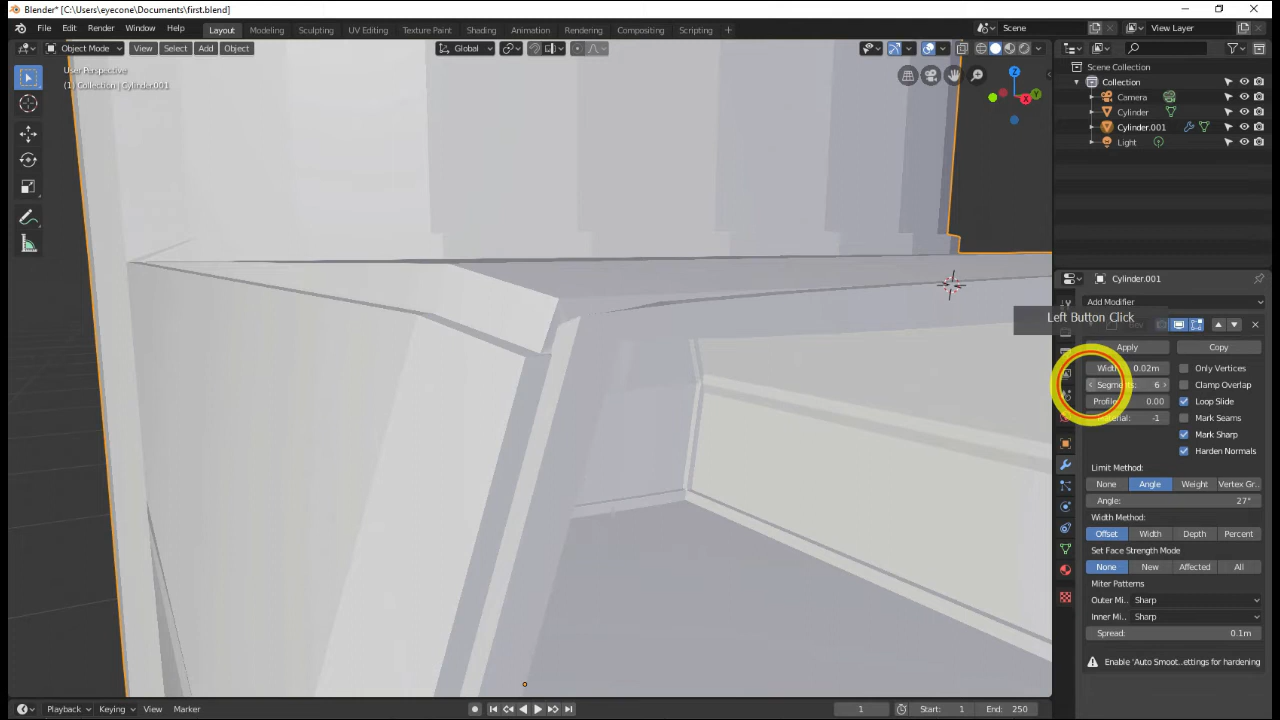 Blender* [C:\Users\eyecone\Documents\first.blend]
File Edit Render Window Help Layout Modeling Sculpting UV Editing Texture Paint Shading Animation Rendering Compositing Scripting + Scene View Layer
Object Mode View Select Add Object Global
User Perspective
(1) Collection | Cylinder.001
Z
Y
X
Scene Collection
Collection
Camera
Cylinder
Cylinder.001
Light
Cylinder.001
Add Modifier
Left Button Click
Apply Copy
Width 0.02m Only Vertices
Segments: 6 Clamp Overlap
Profile 0.00 Loop Slide
Material: -1 Mark Seams
Mark Sharp
Harden Normals
Limit Method:
None Angle Weight Vertex Gr..
Angle: 27°
Width Method:
Offset Width Depth Percent
Set Face Strength Mode
None New Affected All
Miter Patterns
Outer Mi.. Sharp
Inner Mi.. Sharp
Spread: 0.1m
Enable 'Auto Smoot..ettings for hardening
Playback Keying View Marker 1 Start: 1 End: 250